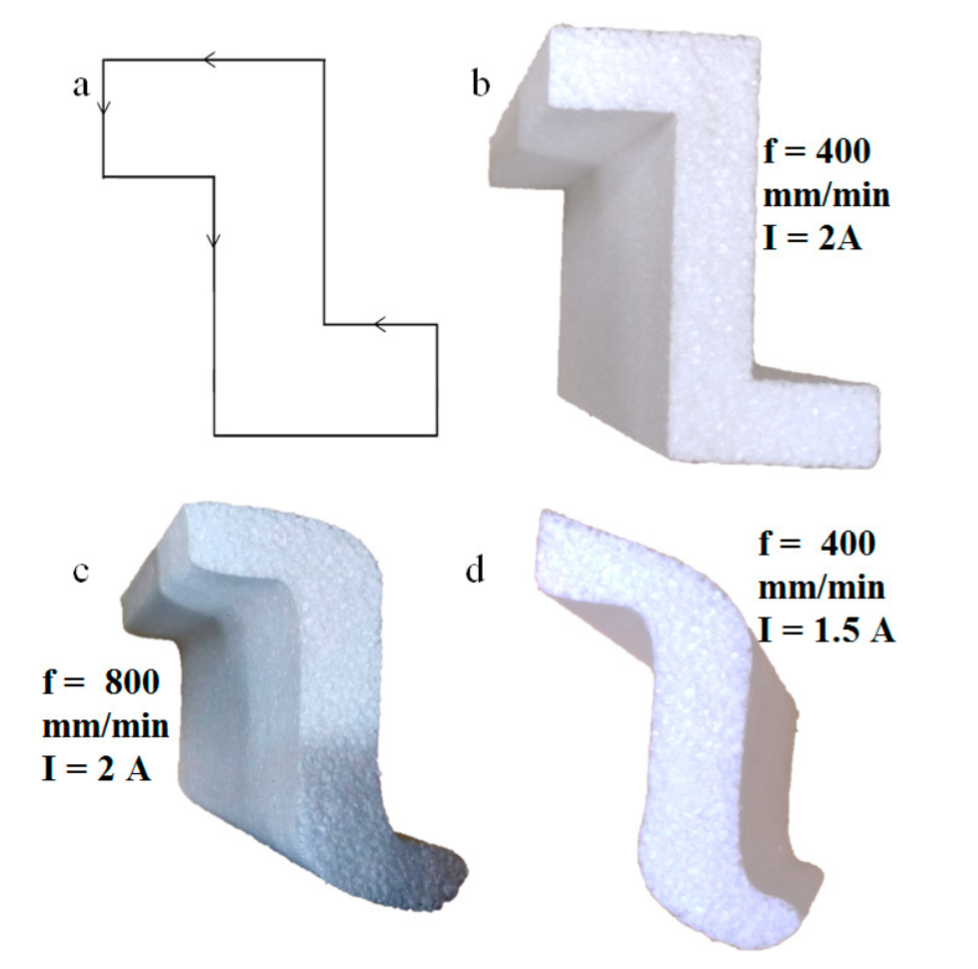 a
b
f = 400
mm/min
I = 2A
c
f =  800
mm/min
I = 2 A
d
f =  400
mm/min
I = 1.5 A